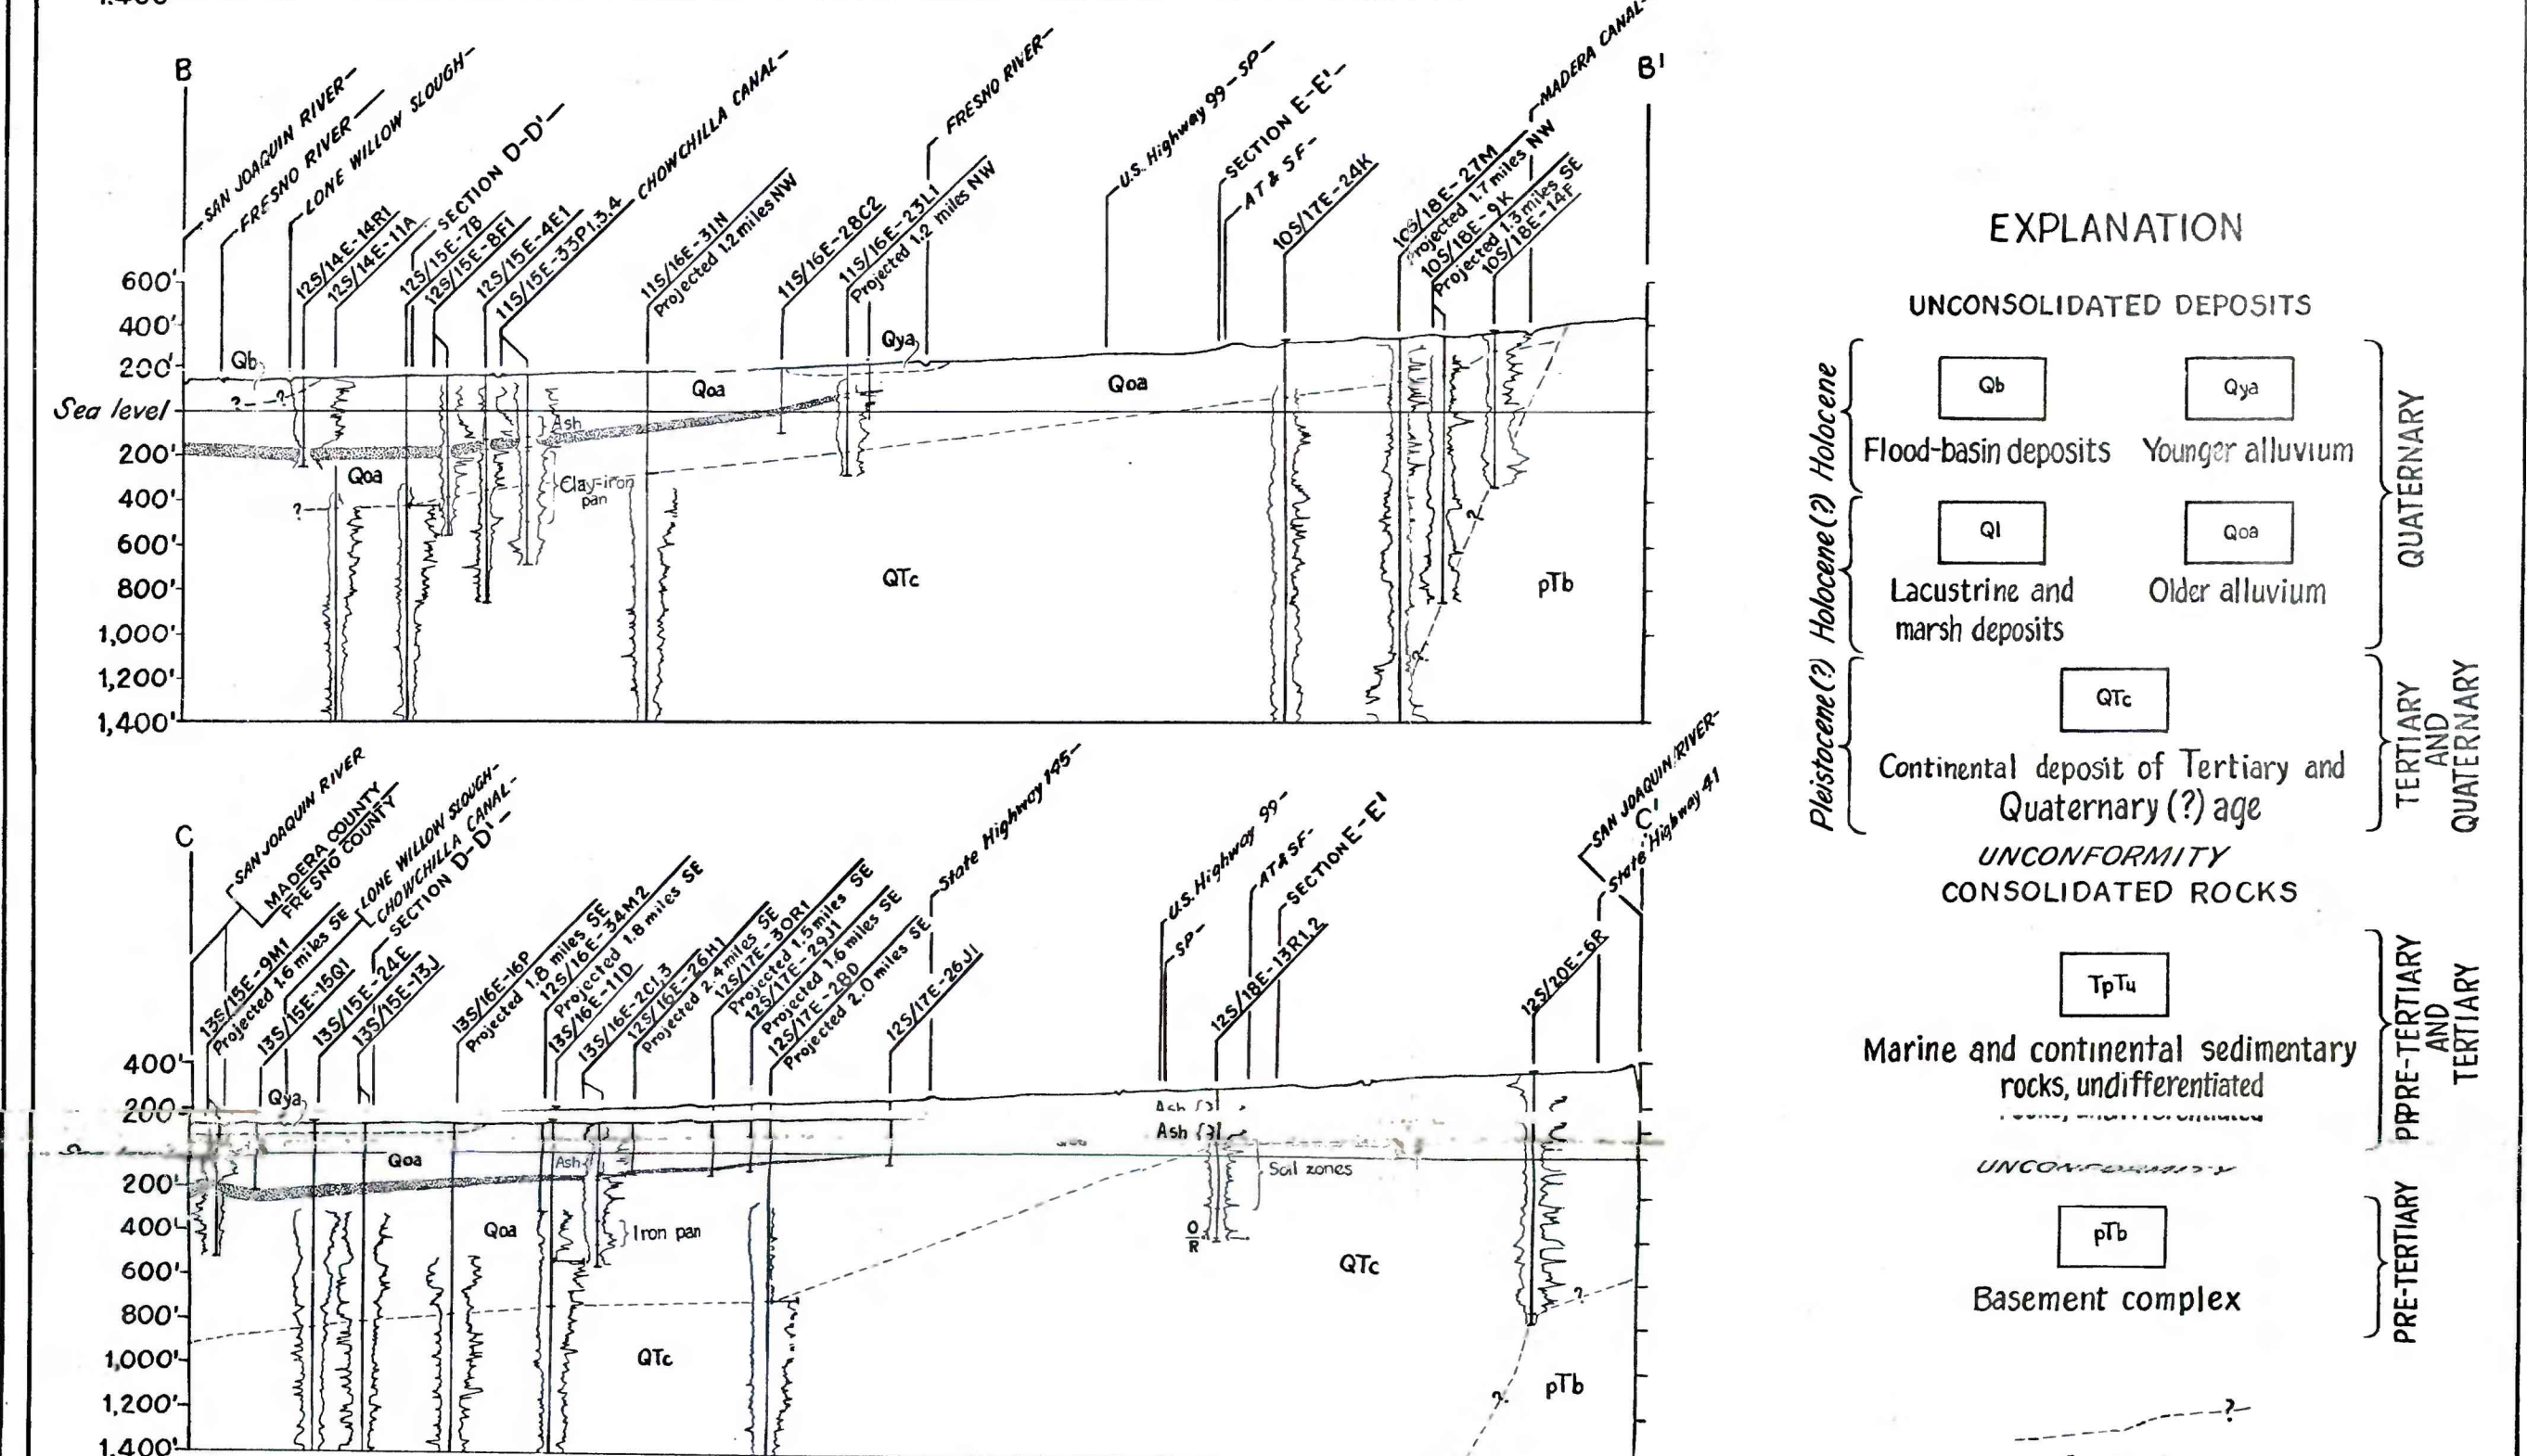 B
B'
SAN JOAQUIN RIVER
FRESNO RIVER
LONE WILLOW SLOUGH
12S/14E-14R1
12S/14E-11A
SECTION D-D'
12S/15E-7B
12S/15E-8F1
12S/15E-4E1
11S/15E-33P1,3,4
CHOWCHILLA CANAL
11S/16E-31N
Projected 1.2 miles NW
11S/16E-28C2
11S/16E-23L1
Projected 1.2 miles NW
FRESNO RIVER
U.S. Highway 99-SP
SECTION E-E'
AT & SF
10S/17E-24K
10S/18E-27M
Projected 1.7 miles NW
10S/18E-9K
Projected 1.3 miles SE
10S/18E-14F
MADERA CANAL
600'
400'
200'
Sea level
200'
400'
600'
800'
1,000'
1,200'
1,400'
Qb
?
?
Qya
Qoa
Qoa
Ash
Qoa
Clay-iron
pan
?
QTc
?
?
pTb
C
C'
SAN JOAQUIN RIVER
MADERA COUNTY
FRESNO COUNTY
13S/15E-9M1
Projected 1.6 miles SE
LONE WILLOW SLOUGH
CHOWCHILLA CANAL
SECTION D-D'
13S/15E-15Q1
13S/15E-24E
13S/15E-13J
13S/16E-16P
Projected 1.8 miles SE
12S/16E-34M2
Projected 1.8 miles SE
13S/16E-11D
13S/16E-2C1,3
12S/16E-26H1
Projected 2.4 miles SE
12S/17E-30R1
Projected 1.5 miles SE
12S/17E-29J1
Projected 1.6 miles SE
12S/17E-28D
Projected 2.0 miles SE
12S/17E-26J1
State Highway 145
U.S. Highway 99
SP
AT&SF
SECTION E-E'
12S/18E-13R1,2
12S/20E-6R
SAN JOAQUIN RIVER
State Highway 41
400'
200'
200'
400'
600'
800'
1,000'
1,200'
1,400'
Qya
Qoa
Ash
Qoa
Iron pan
QTc
Ash
Ash
Soil zones
O
R
QTc
?
?
pTb
EXPLANATION
UNCONSOLIDATED DEPOSITS
Qb
Qya
Flood-basin deposits
Younger alluvium
Ql
Qoa
Lacustrine and
marsh deposits
Older alluvium
QTc
Continental deposit of Tertiary and
Quaternary (?) age
UNCONFORMITY
CONSOLIDATED ROCKS
TpTu
Marine and continental sedimentary
rocks, undifferentiated
UNCONFORMITY
pTb
Basement complex
Holocene
Holocene(?)
Pleistocene(?)
QUATERNARY
TERTIARY
AND
QUATERNARY
PPRE-TERTIARY
AND
TERTIARY
PRE-TERTIARY
?